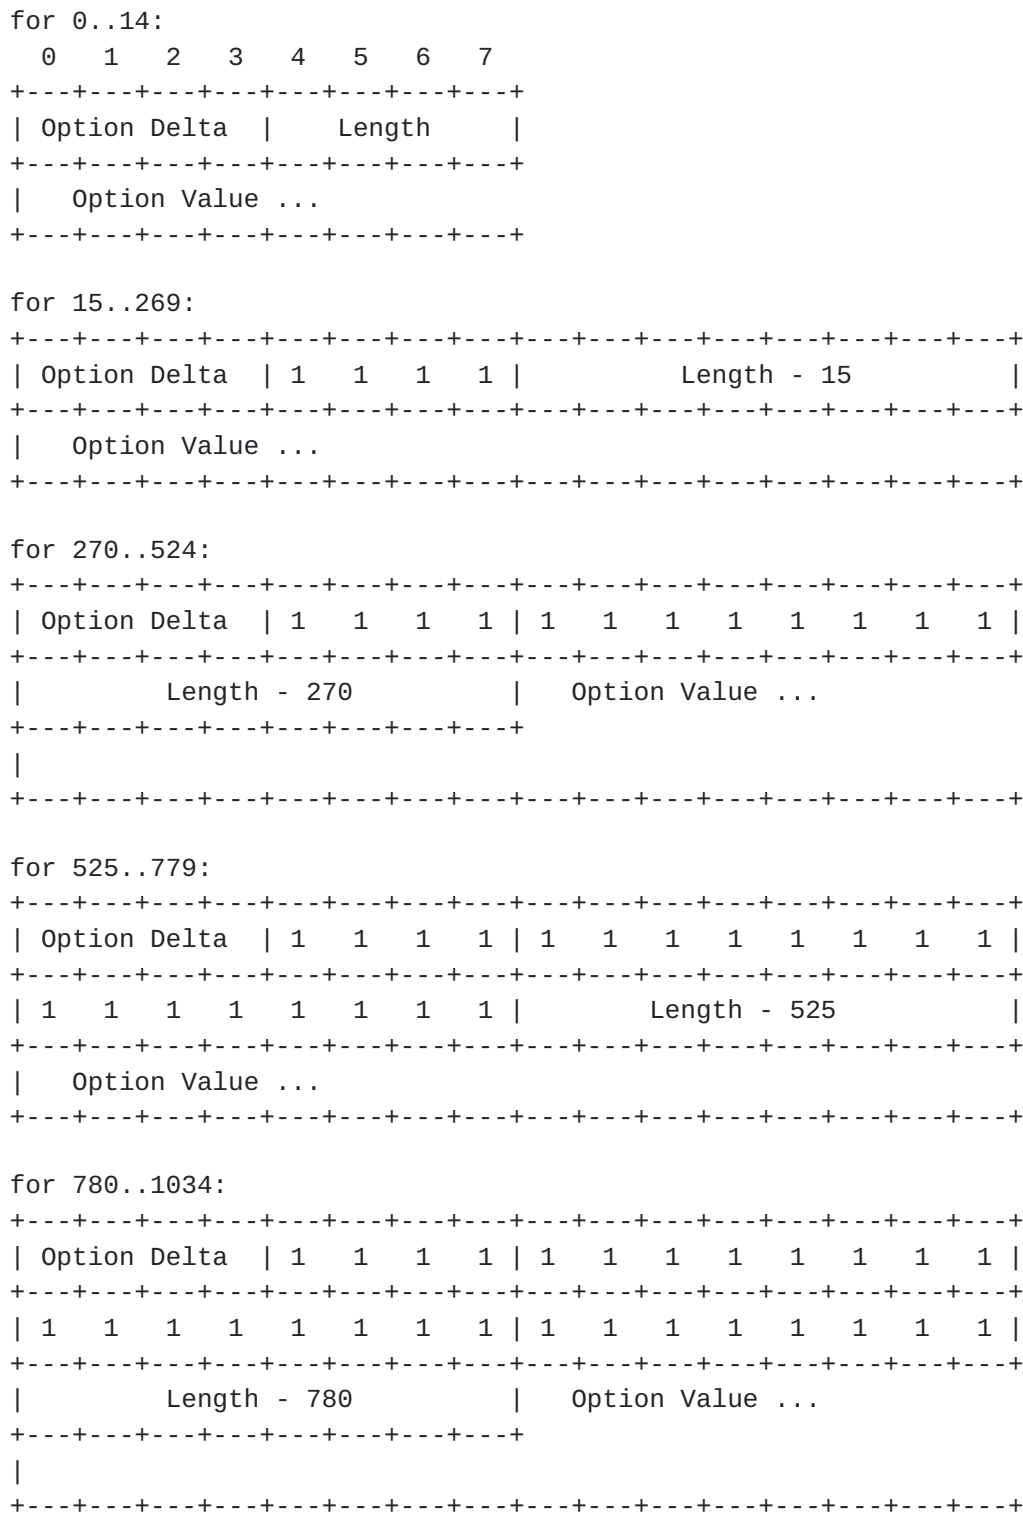 for 0..14:
  0   1   2   3   4   5   6   7
+---+---+---+---+---+---+---+---+
| Option Delta  |    Length     |
+---+---+---+---+---+---+---+---+
|   Option Value ...
+---+---+---+---+---+---+---+---+

for 15..269:
+---+---+---+---+---+---+---+---+---+---+---+---+---+---+---+---+
| Option Delta  | 1   1   1   1 |          Length - 15          |
+---+---+---+---+---+---+---+---+---+---+---+---+---+---+---+---+
|   Option Value ...
+---+---+---+---+---+---+---+---+---+---+---+---+---+---+---+---+

for 270..524:
+---+---+---+---+---+---+---+---+---+---+---+---+---+---+---+---+
| Option Delta  | 1   1   1   1 | 1   1   1   1   1   1   1   1 |
+---+---+---+---+---+---+---+---+---+---+---+---+---+---+---+---+
|         Length - 270          |   Option Value ...
+---+---+---+---+---+---+---+---+
|
+---+---+---+---+---+---+---+---+---+---+---+---+---+---+---+---+

for 525..779:
+---+---+---+---+---+---+---+---+---+---+---+---+---+---+---+---+
| Option Delta  | 1   1   1   1 | 1   1   1   1   1   1   1   1 |
+---+---+---+---+---+---+---+---+---+---+---+---+---+---+---+---+
| 1   1   1   1   1   1   1   1 |        Length - 525           |
+---+---+---+---+---+---+---+---+---+---+---+---+---+---+---+---+
|   Option Value ...
+---+---+---+---+---+---+---+---+---+---+---+---+---+---+---+---+

for 780..1034:
+---+---+---+---+---+---+---+---+---+---+---+---+---+---+---+---+
| Option Delta  | 1   1   1   1 | 1   1   1   1   1   1   1   1 |
+---+---+---+---+---+---+---+---+---+---+---+---+---+---+---+---+
| 1   1   1   1   1   1   1   1 | 1   1   1   1   1   1   1   1 |
+---+---+---+---+---+---+---+---+---+---+---+---+---+---+---+---+
|         Length - 780          |   Option Value ...
+---+---+---+---+---+---+---+---+
|
+---+---+---+---+---+---+---+---+---+---+---+---+---+---+---+---+